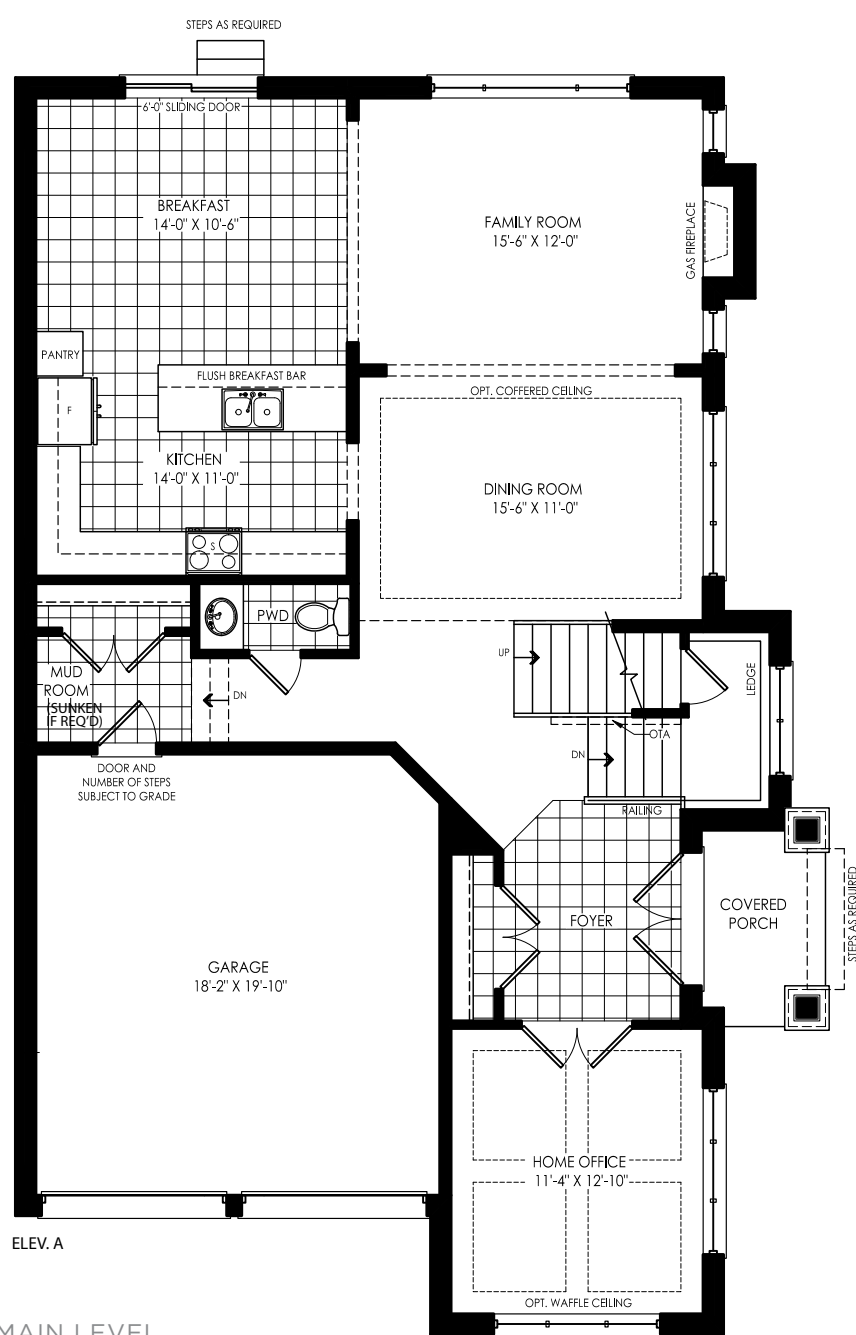 STEPS AS REQUIRED
6'-0" SLIDING DOOR
BREAKFAST
14'-0" X 10'-6"
FAMILY ROOM
15'-6" X 12'-0"
GAS FIREPLACE
PANTRY
FLUSH BREAKFAST BAR
F
OPT. COFFERED CEILING
KITCHEN
14'-0" X 11'-0"
DINING ROOM
15'-6" X 11'-0"
S
PWD
UP
MUD
ROOM
(SUNKEN
IF REQ'D)
DN
LEDGE
OTA
DN
DOOR AND
NUMBER OF STEPS
SUBJECT TO GRADE
RAILING
FOYER
COVERED
PORCH
STEPS AS REQUIRED
GARAGE
18'-2" X 19'-10"
HOME OFFICE
11'-4" X 12'-10"
ELEV. A
OPT. WAFFLE CEILING
MAIN LEVEL